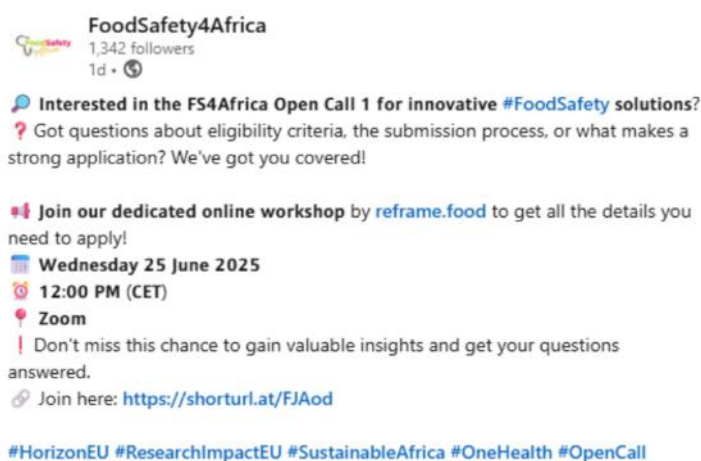 FoodSafety4Africa
1,342 followers
1d •
🔎 Interested in the FS4Africa Open Call 1 for innovative #FoodSafety solutions?
❓ Got questions about eligibility criteria, the submission process, or what makes a
strong application? We've got you covered!
📢 Join our dedicated online workshop by reframe.food to get all the details you
need to apply!
📅 Wednesday 25 June 2025
⏰ 12:00 PM (CET)
📍 Zoom
❗ Don't miss this chance to gain valuable insights and get your questions
answered.
🔗 Join here: https://shorturl.at/FJAod
#HorizonEU #ResearchImpactEU #SustainableAfrica #OneHealth #OpenCall